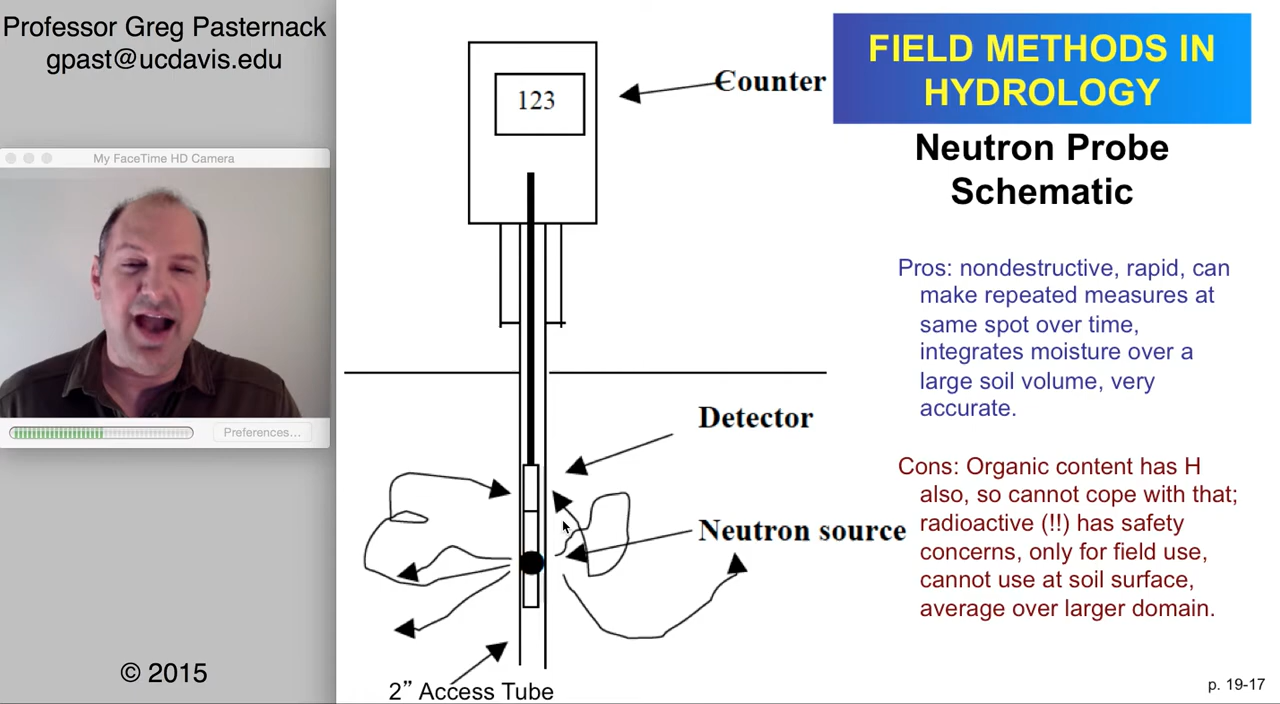 Professor Greg Pasternack
gpast@ucdavis.edu
My FaceTime HD Camera
Preferences...
© 2015
123
Counter
Detector
Neutron source
2” Access Tube
FIELD METHODS IN
HYDROLOGY
Neutron Probe
Schematic
Pros: nondestructive, rapid, can
make repeated measures at
same spot over time,
integrates moisture over a
large soil volume, very
accurate.
Cons: Organic content has H
also, so cannot cope with that;
radioactive (!!) has safety
concerns, only for field use,
cannot use at soil surface,
average over larger domain.
p. 19-17